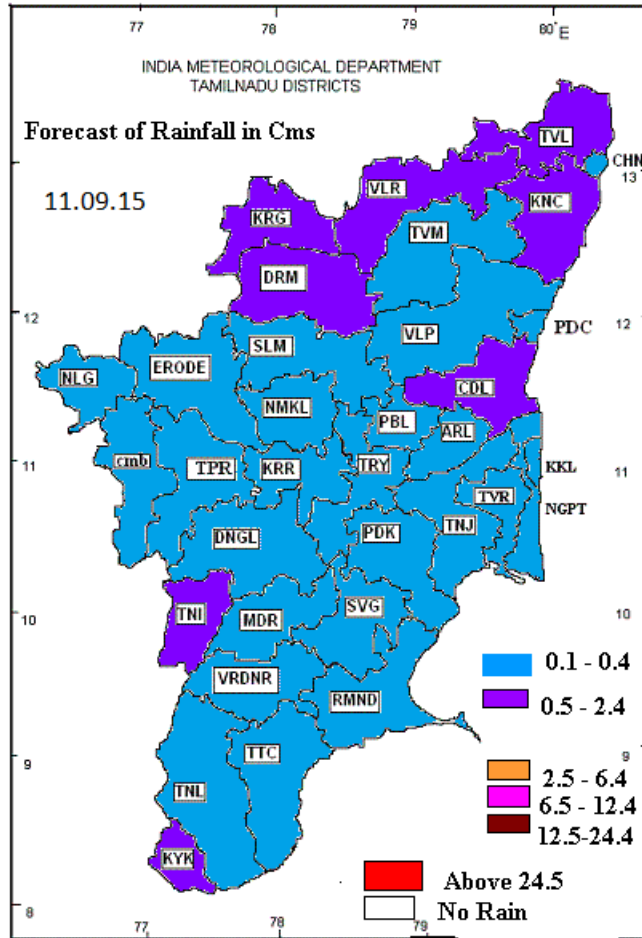 77 78 79 80° E
INDIA METEOROLOGICAL DEPARTMENT
TAMILNADU DISTRICTS
Forecast of Rainfall in Cms
TVL
CHN
13
VLR
11.09.15
KNC
KRG
TVM
DRM
12
12
PDC
VLP
SLM
ERODE
NLG
CDL
NMKL
PBL
ARL
11
cmb
TPR
KRR
TRY
KKL
11
TVR
NGPT
TNJ
DNGL
PDK
10
TNI
MDR
SVG
10
0.1 - 0.4
VRDNR
0.5 - 2.4
RMND
9
TTC
9
2.5 - 6.4
TNL
6.5 - 12.4
12.5-24.4
KYK
Above 24.5
8
No Rain
77 78 79